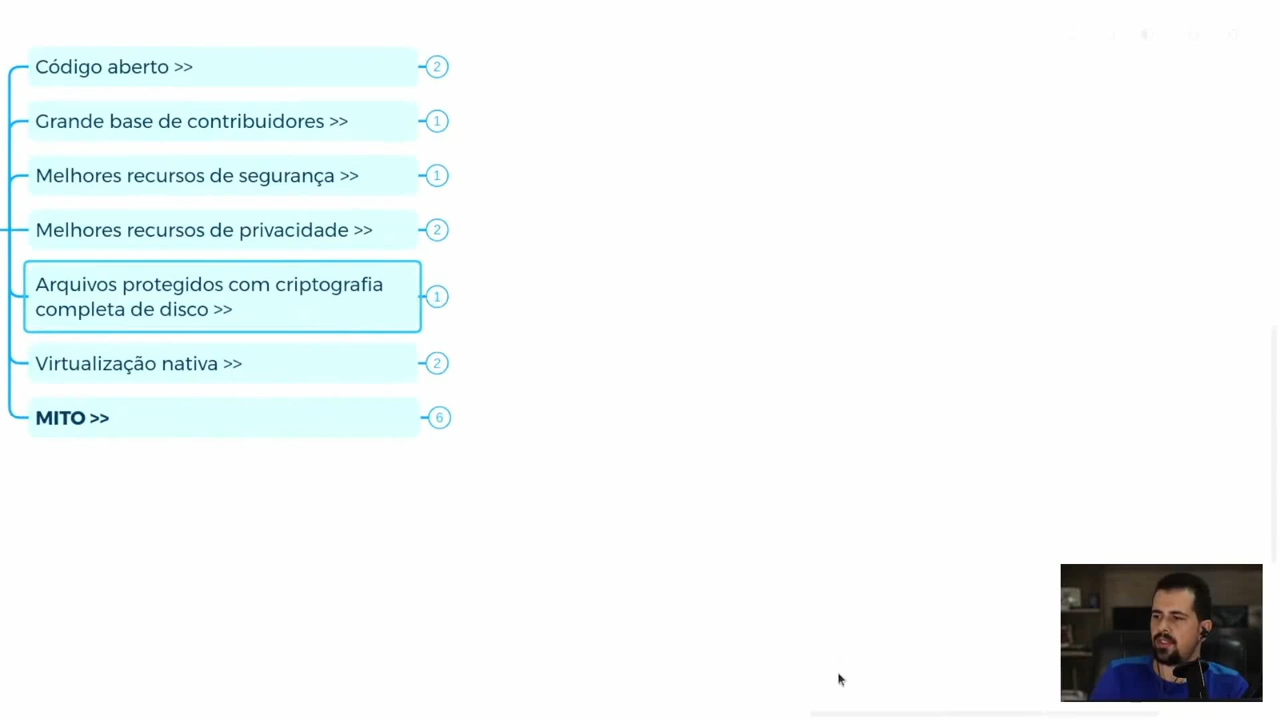 Código aberto >>
2
Grande base de contribuidores >>
1
Melhores recursos de segurança >>
1
Melhores recursos de privacidade >>
2
Arquivos protegidos com criptografia
completa de disco >>
1
Virtualização nativa >>
2
MITO >>
6